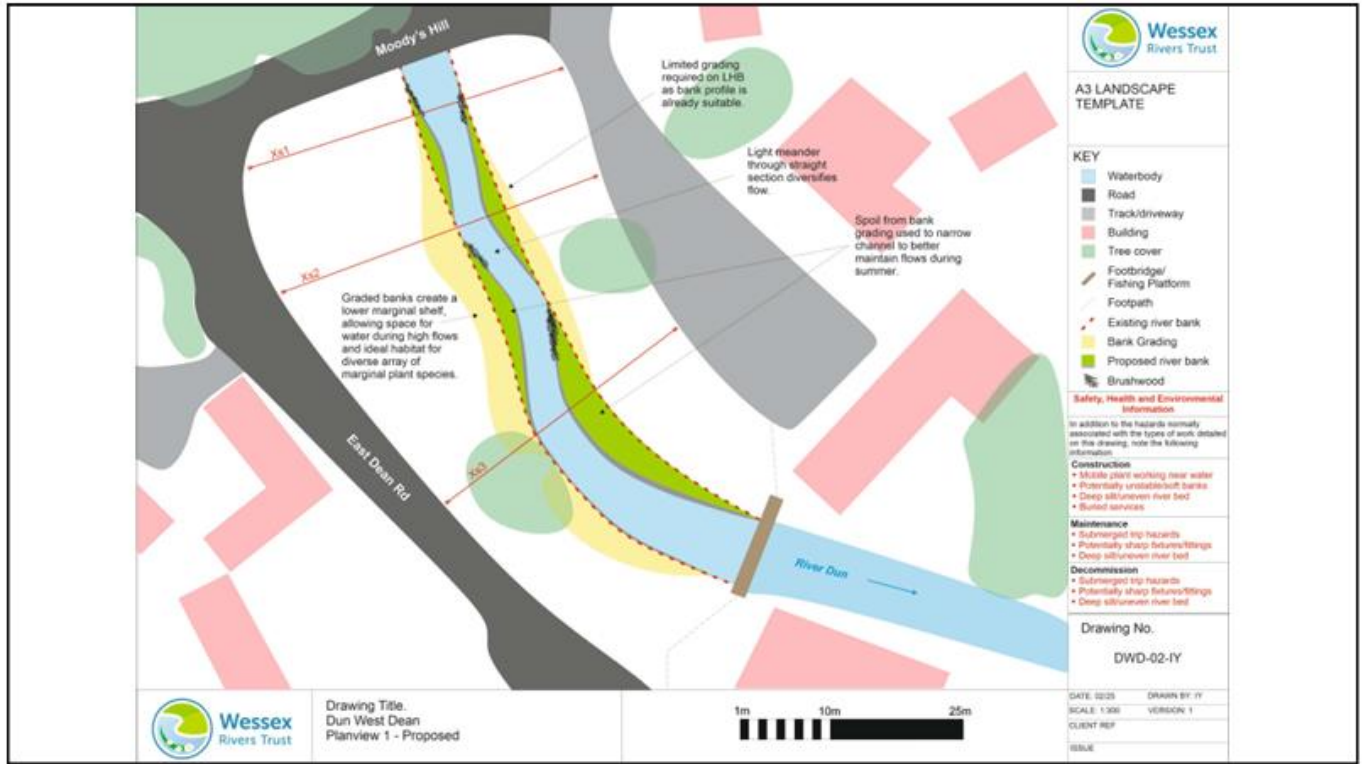 Moody's Hill
Limited grading
required on LHB
as bank profile is
already suitable.
Xs1
Light meander
through straight
section diversifies
flow.
Spoil from bank
grading used to narrow
channel to better
maintain flows during
summer.
Xs2
Graded banks create a
lower marginal shelf,
allowing space for
water during high flows
and ideal habitat for
diverse array of
marginal plant species.
Xs3
East Dean Rd
River Dun
Wessex
Rivers Trust
A3 LANDSCAPE
TEMPLATE
KEY
Waterbody
Road
Track/driveway
Building
Tree cover
Footbridge/
Fishing Platform
Footpath
Existing river bank
Bank Grading
Proposed river bank
Brushwood
Safety, Health and Environmental
Information
In addition to the hazards normally
associated with the types of work detailed
on this drawing, note the following
information
Construction
• Mobile plant working near water
• Potentially unstable/soft banks
• Deep silt/uneven river bed
• Buried services
Maintenance
• Submerged trip hazards
• Potentially sharp fixtures/fittings
• Deep silt/uneven river bed
Decommission
• Submerged trip hazards
• Potentially sharp fixtures/fittings
• Deep silt/uneven river bed
Drawing No.
DWD-02-IY
DATE: 02/25 DRAWN BY: IY
SCALE: 1:300 VERSION: 1
CLIENT REF
ISSUE
Wessex
Rivers Trust
Drawing Title.
Dun West Dean
Planview 1 - Proposed
1m 10m 25m